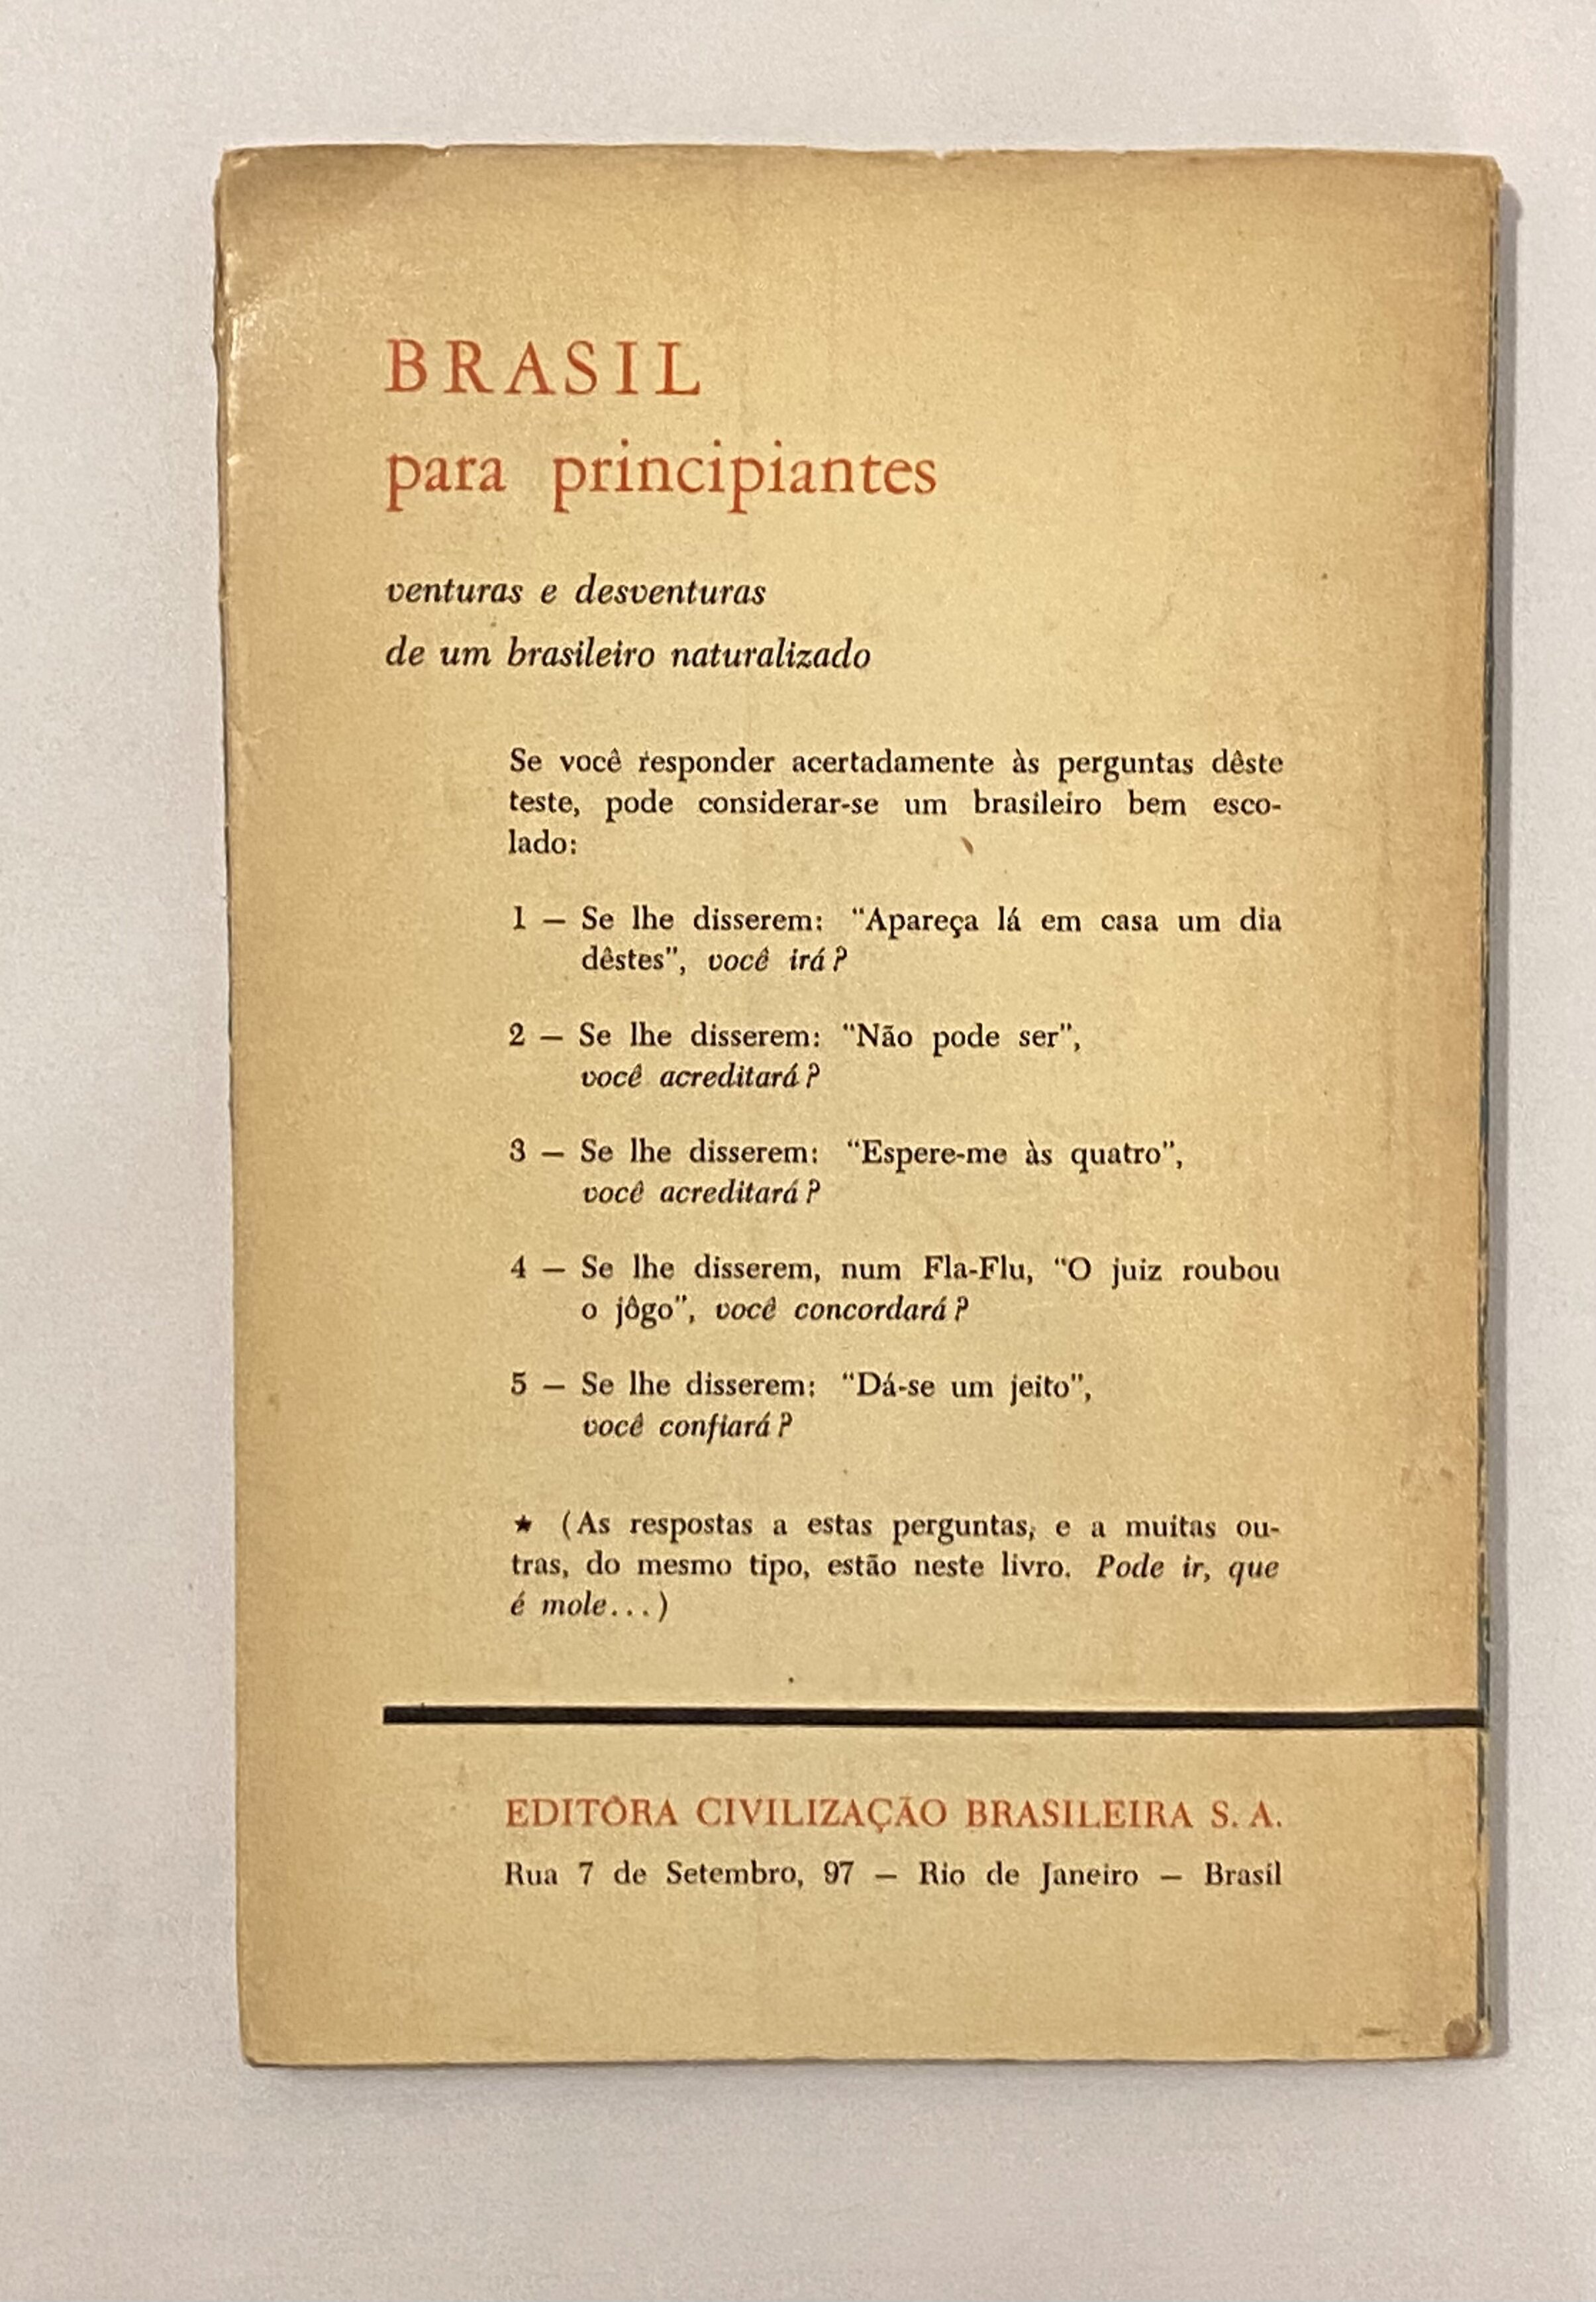 BRASIL
para principiantes
venturas e desventuras
de um brasileiro naturalizado
Se você responder acertadamente às perguntas dêste
teste, pode considerar-se um brasileiro bem esco-
lado:
1 — Se lhe disserem: "Apareça lá em casa um dia
dêstes", você irá?
2 — Se lhe disserem: "Não pode ser",
você acreditará?
3 — Se lhe disserem: "Espere-me às quatro",
você acreditará?
4 — Se lhe disserem, num Fla-Flu, "O juiz roubou
o jôgo", você concordará?
5 — Se lhe disserem: "Dá-se um jeito",
você confiará?
★ (As respostas a estas perguntas, e a muitas ou-
tras, do mesmo tipo, estão neste livro. Pode ir, que
é mole...)
EDITÔRA CIVILIZAÇÃO BRASILEIRA S. A.
Rua 7 de Setembro, 97 — Rio de Janeiro — Brasil